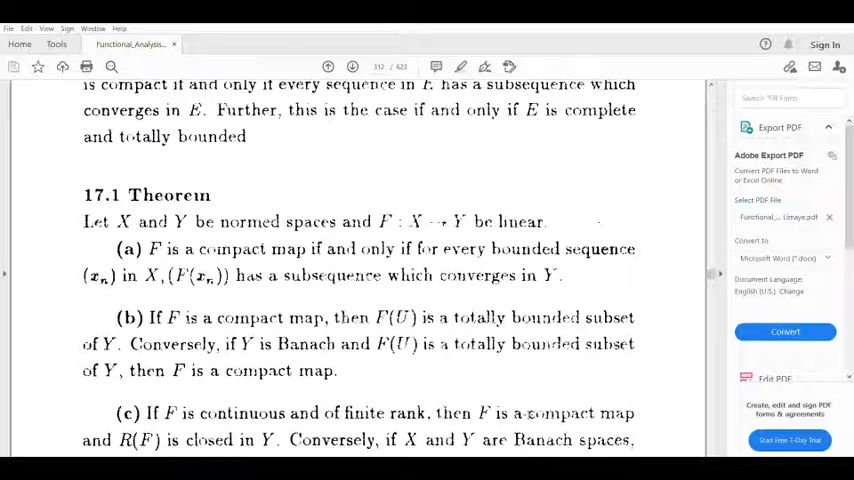 File Edit View Sign Window Help
Home Tools Functional_Analysis... × Sign In
312 / 623
is compact if and only if every sequence in E has a subsequence which
converges in E. Further, this is the case if and only if E is complete
and totally bounded
17.1 Theorem
Let X and Y be normed spaces and F : X → Y be linear.
(a) F is a compact map if and only if for every bounded sequence
(xₙ) in X, (F(xₙ)) has a subsequence which converges in Y.
(b) If F is a compact map, then F(U) is a totally bounded subset
of Y. Conversely, if Y is Banach and F(U) is a totally bounded subset
of Y, then F is a compact map.
(c) If F is continuous and of finite rank, then F is a compact map
and R(F) is closed in Y. Conversely, if X and Y are Banach spaces,
Export PDF
Adobe Export PDF
Convert PDF Files to Word
or Excel Online
Select PDF File
Functional_... Limaye.pdf ×
Convert to
Microsoft Word (*.docx)
Document Language:
English (U.S.) Change
Convert
Edit PDF
Create, edit and sign PDF
forms & agreements
Start Free 7-Day Trial